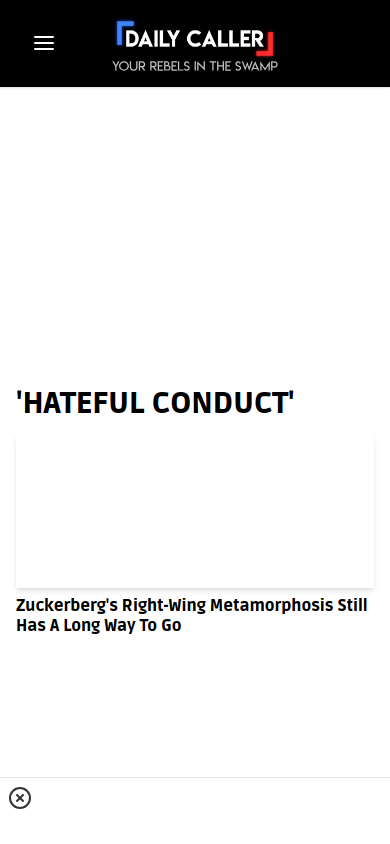 DAILY CALLER
YOUR REBELS IN THE SWAMP
'HATEFUL CONDUCT'
Zuckerberg's Right-Wing Metamorphosis Still
Has A Long Way To Go